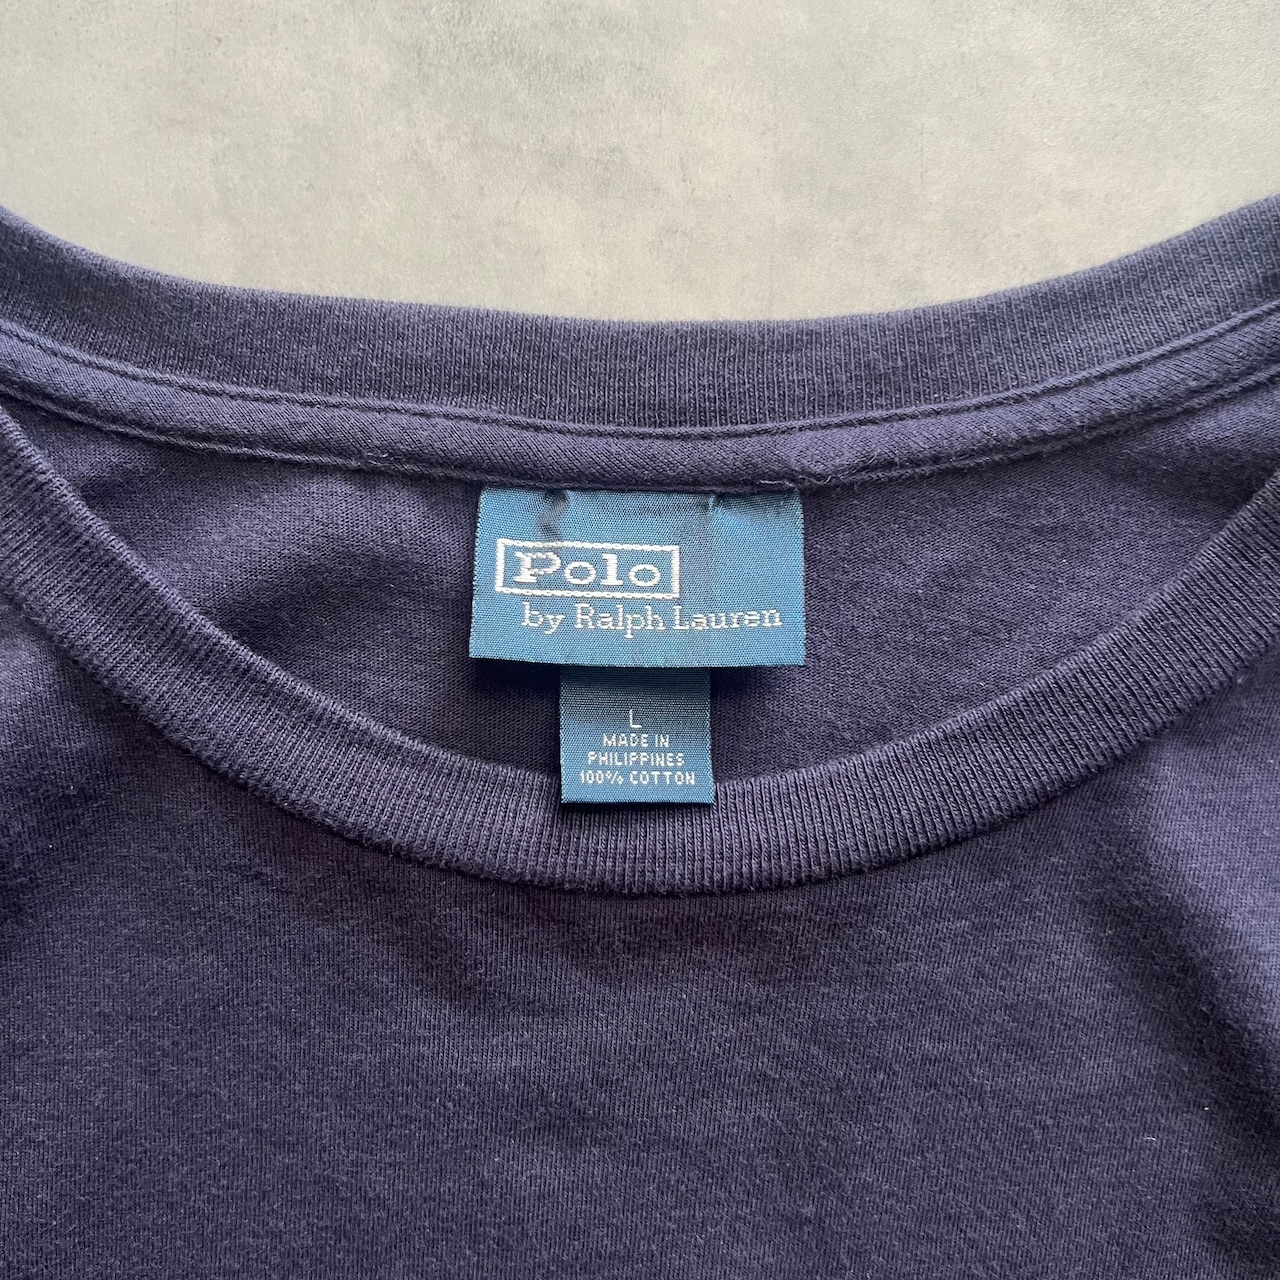 Polo
by Ralph Lauren
L
MADE IN
PHILIPPINES
100% COTTON